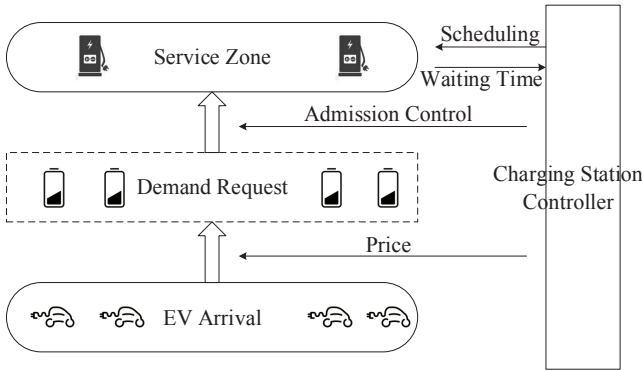 Scheduling
Service Zone
Waiting Time
Admission Control
Demand Request
Charging Station
Controller
Price
EV Arrival